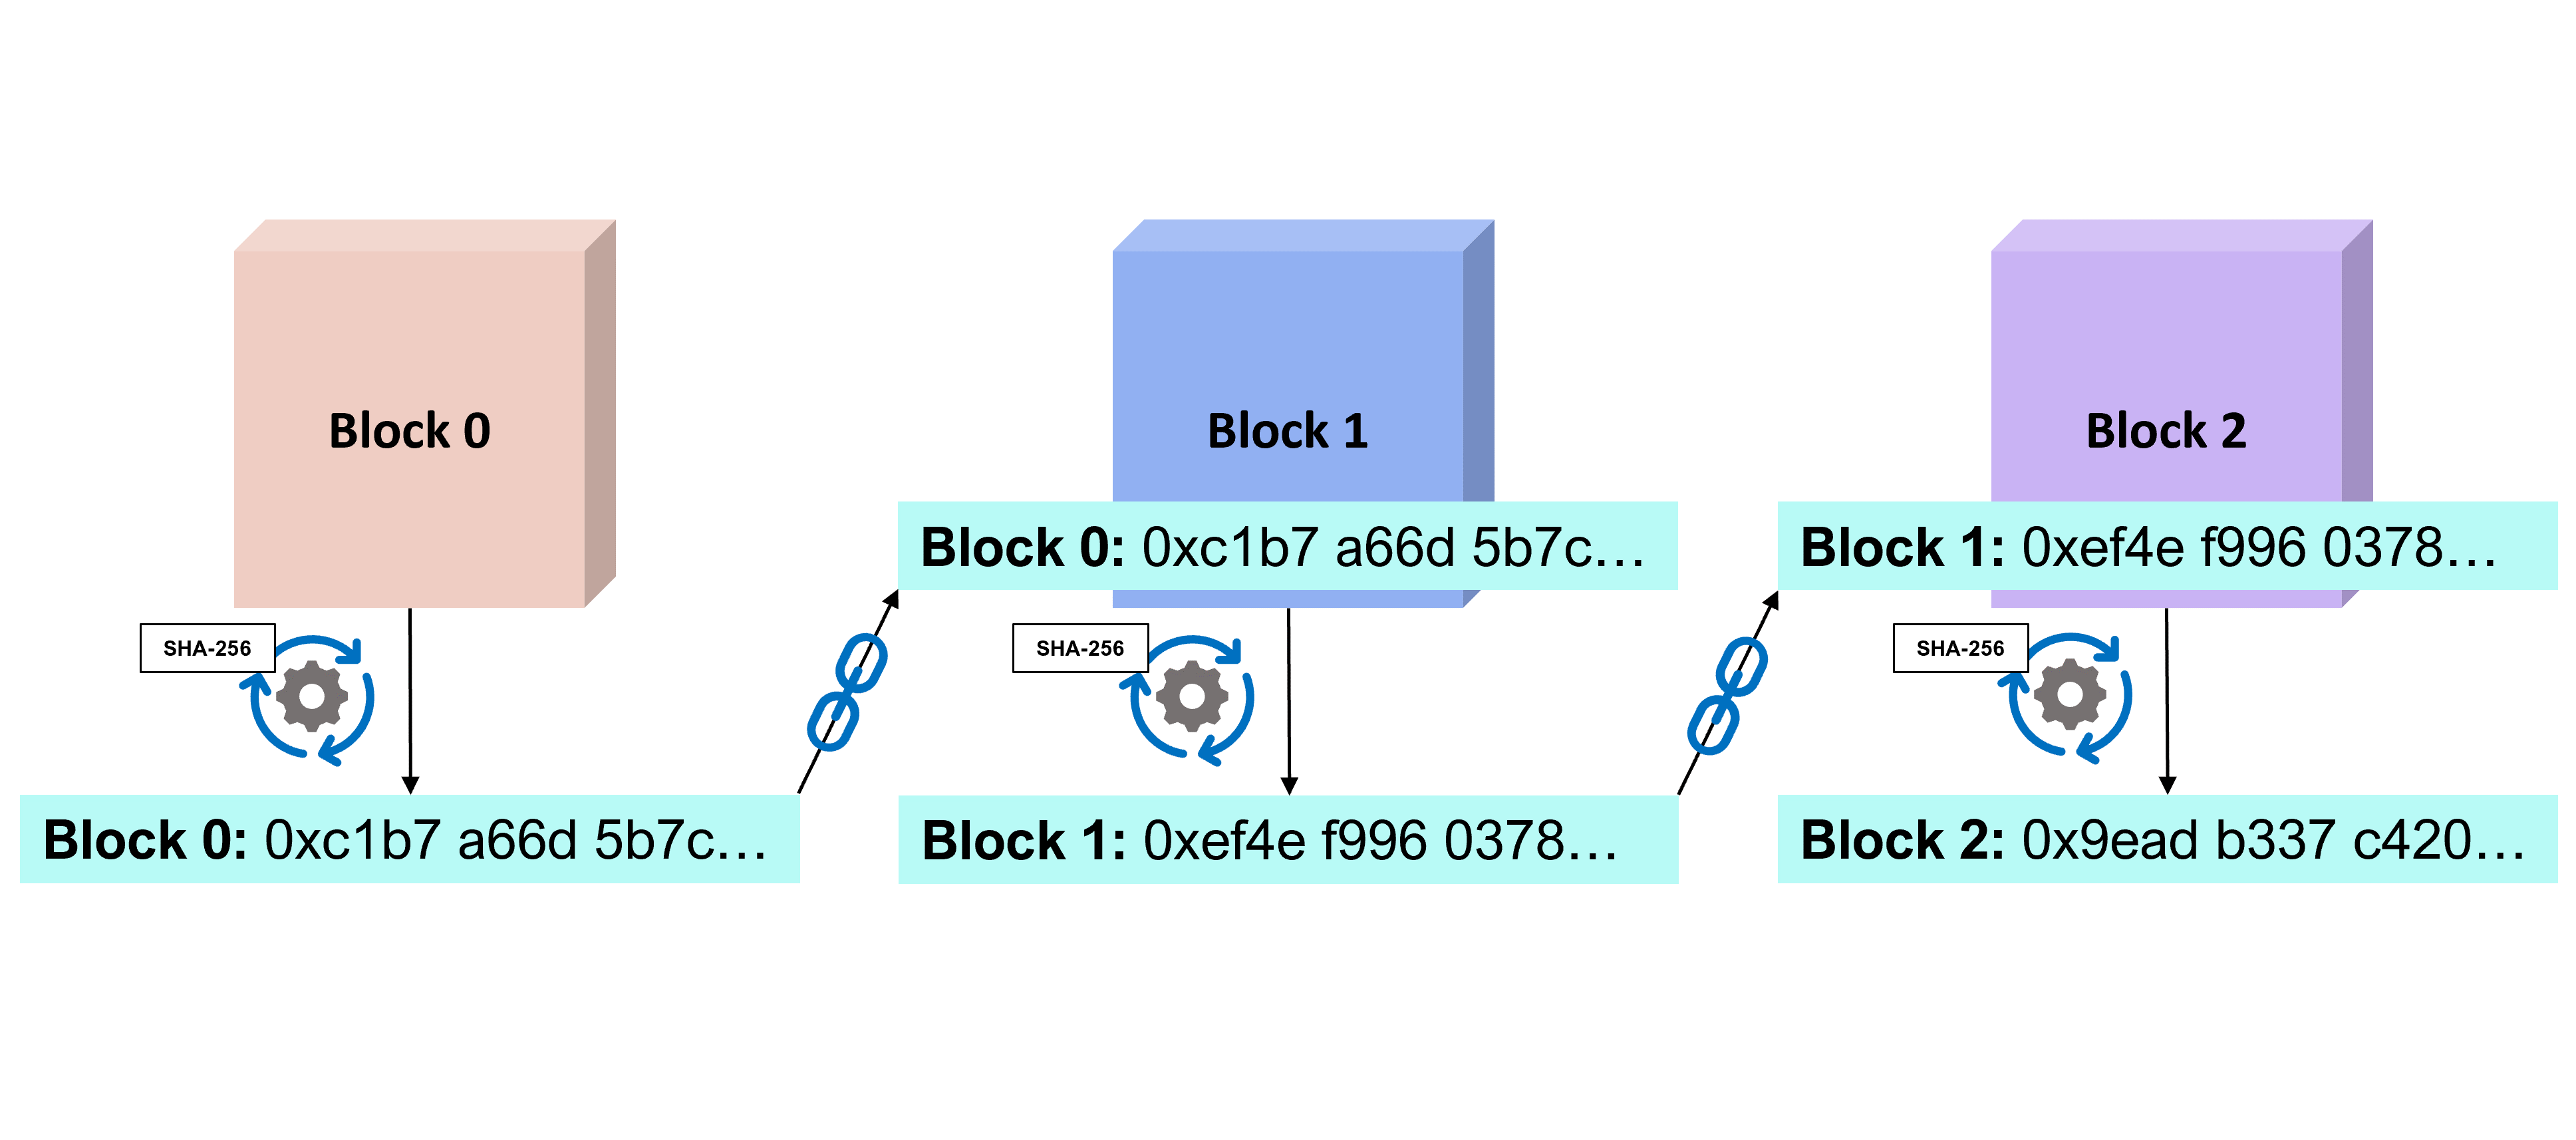 Block 0
Block 1
Block 2
Block 0: 0xc1b7 a66d 5b7c…
Block 1: 0xef4e f996 0378…
SHA-256
SHA-256
SHA-256
Block 0: 0xc1b7 a66d 5b7c…
Block 1: 0xef4e f996 0378…
Block 2: 0x9ead b337 c420…